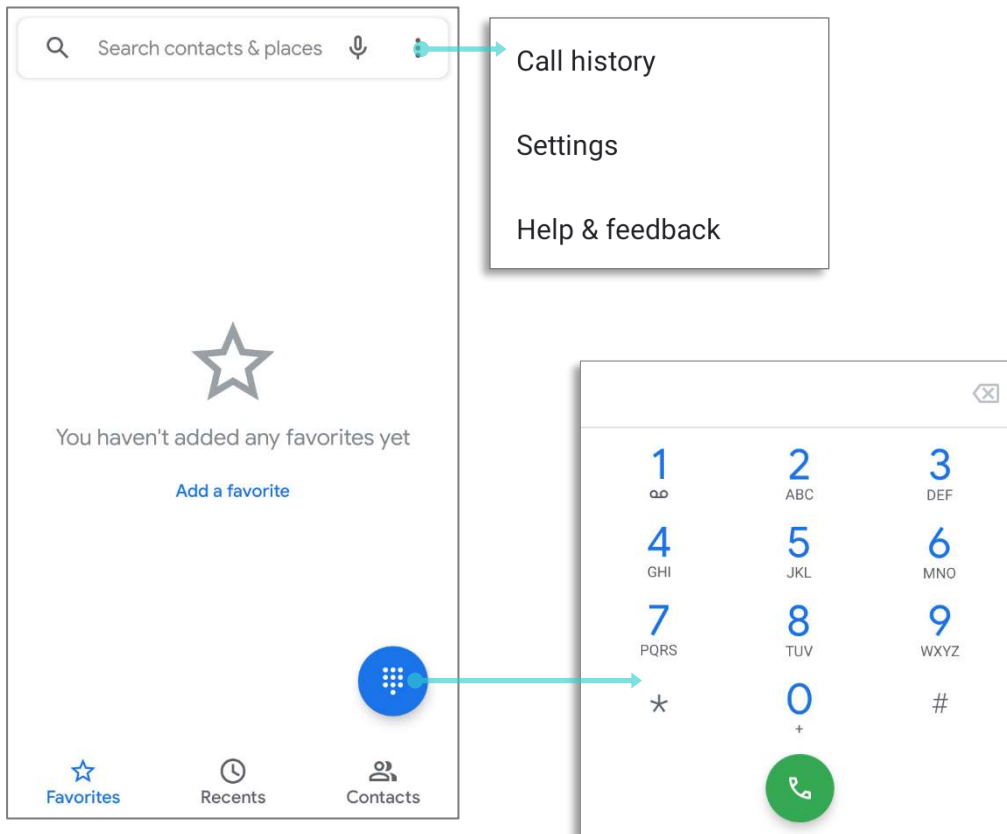 Search contacts & places
Call history
Settings
Help & feedback
You haven't added any favorites yet
Add a favorite
1 2 3
ABC DEF
4 5 6
GHI JKL MNO
7 8 9
PQRS TUV WXYZ
* 0 #
+
Favorites Recents Contacts